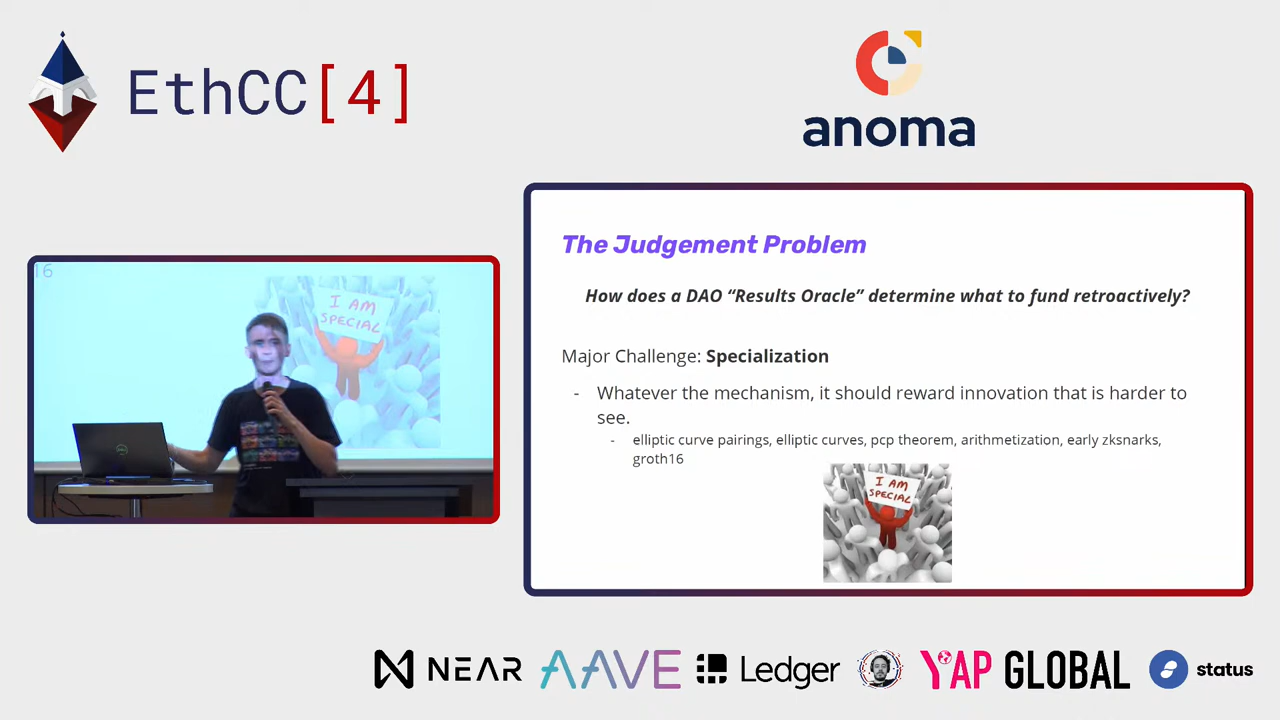 EthCC[4]
anoma
16
I AM
SPECIAL
The Judgement Problem
How does a DAO “Results Oracle” determine what to fund retroactively?
Major Challenge: Specialization
- Whatever the mechanism, it should reward innovation that is harder to
see.
- elliptic curve pairings, elliptic curves, pcp theorem, arithmetization, early zksnarks,
groth16
I AM
SPECIAL
NEAR
AAVE
Ledger
YAP GLOBAL
status